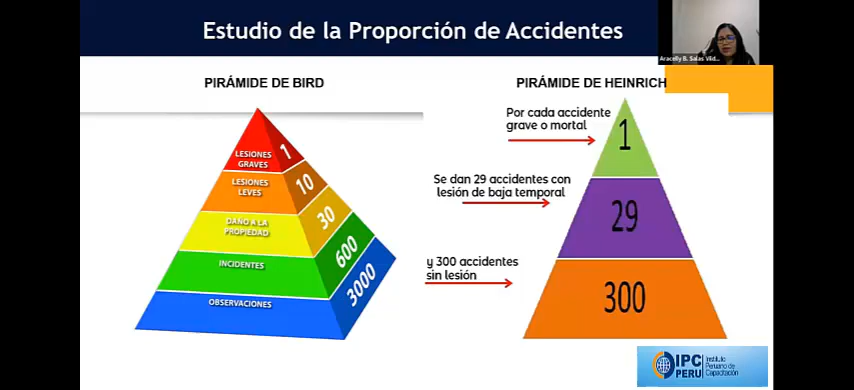 Estudio de la Proporción de Accidentes
Aracelly B. Salas Vild...
PIRÁMIDE DE BIRD
LESIONES
GRAVES
1
LESIONES
LEVES
10
DAÑO A LA
PROPIEDAD
30
INCIDENTES
600
OBSERVACIONES
3000
PIRÁMIDE DE HEINRICH
Por cada accidente
grave o mortal
1
Se dan 29 accidentes con
lesión de baja temporal
29
y 300 accidentes
sin lesión
300
IPC
PERU
Instituto
Peruano de
Capacitación